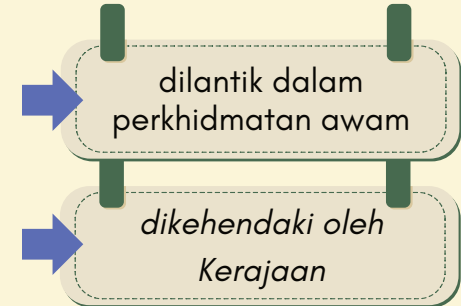 dilantik dalam
perkhidmatan awam
dikehendaki oleh
Kerajaan